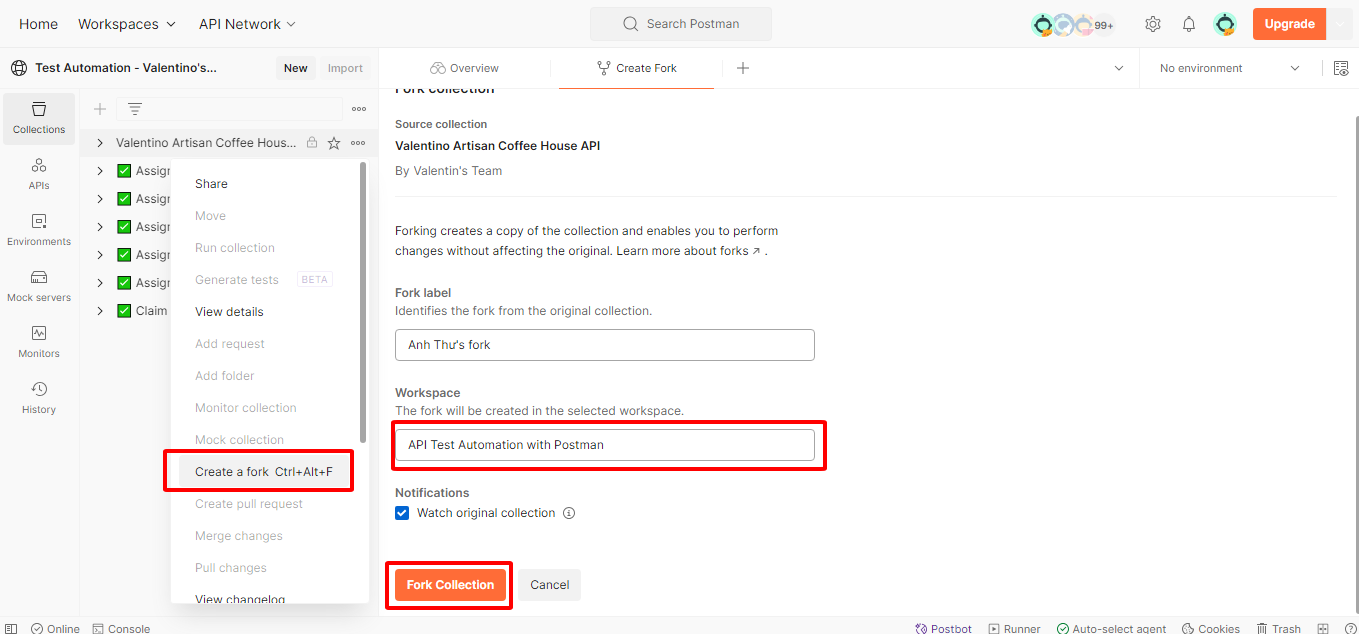 Home
Workspaces
API Network
Search Postman
99+
Upgrade
Test Automation - Valentino's...
New
Import
Overview
Create Fork
No environment
Collections
APIs
Environments
Mock servers
Monitors
History
Valentino Artisan Coffee Hous...
Assign
Assign
Assign
Assign
Assign
Claim
Share
Move
Run collection
Generate tests BETA
View details
Add request
Add folder
Monitor collection
Mock collection
Create a fork Ctrl+Alt+F
Create pull request
Merge changes
Pull changes
View changelog
Fork collection
Source collection
Valentino Artisan Coffee House API
By Valentin's Team
Forking creates a copy of the collection and enables you to perform
changes without affecting the original. Learn more about forks ↗ .
Fork label
Identifies the fork from the original collection.
Anh Thư's fork
Workspace
The fork will be created in the selected workspace.
API Test Automation with Postman
Notifications
Watch original collection
Fork Collection
Cancel
Online
Console
Postbot
Runner
Auto-select agent
Cookies
Trash